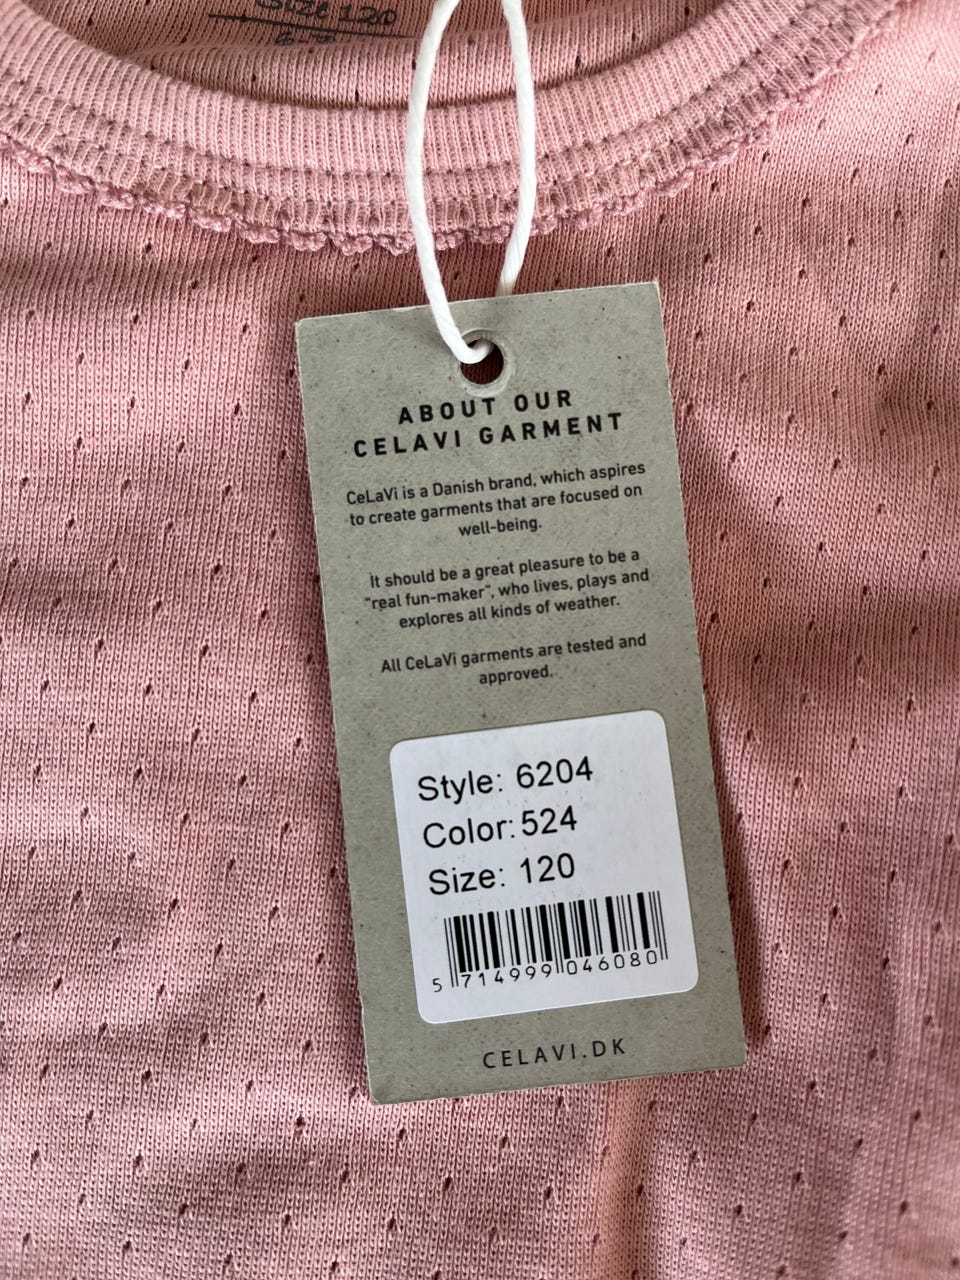 Size 120
ABOUT OUR
CELAVI GARMENT
CeLaVi is a Danish brand, which aspires
to create garments that are focused on
well-being.
It should be a great pleasure to be a
"real fun-maker", who lives, plays and
explores all kinds of weather.
All CeLaVi garments are tested and
approved.
Style: 6204
Color: 524
Size: 120
5 714999 046080
CELAVI.DK